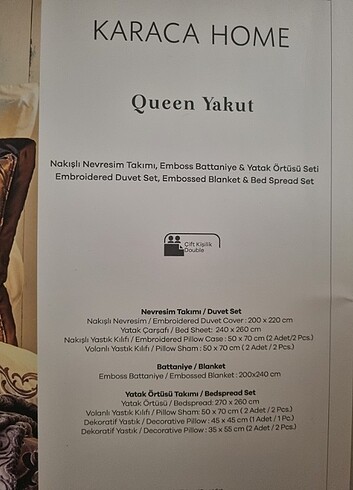 KARACA HOME
Queen Yakut
Nakışlı Nevresim Takımı, Emboss Battaniye & Yatak Örtüsü Seti
Embroidered Duvet Set, Embossed Blanket & Bed Spread Set
Çift Kişilik
Double
Nevresim Takımı / Duvet Set
Nakışlı Nevresim / Embroidered Duvet Cover : 200 x 220 cm
Yatak Çarşafı / Bed Sheet: 240 x 260 cm
Nakışlı Yastık Kılıfı / Embroidered Pillow Case : 50 x 70 cm (2 Adet/2 Pcs.)
Volanlı Yastık Kılıfı / Pillow Sham : 50 x 70 cm ( 2 Adet / 2 Pcs.)
Battaniye / Blanket
Emboss Battaniye / Embossed Blanket : 200x240 cm
Yatak Örtüsü Takımı / Bedspread Set
Yatak Örtüsü / Bedspread: 270 x 260 cm
Volanlı Yastık Kılıfı / Pillow Sham: 50 x 70 cm ( 2 Adet / 2 Pcs.)
Dekoratif Yastık / Decorative Pillow : 45 x 45 cm (1 Adet / 1 Pc.)
Dekoratif Yastık / Decorative Pillow : 35 x 55 cm ( 2 Adet / 2 Pcs.)